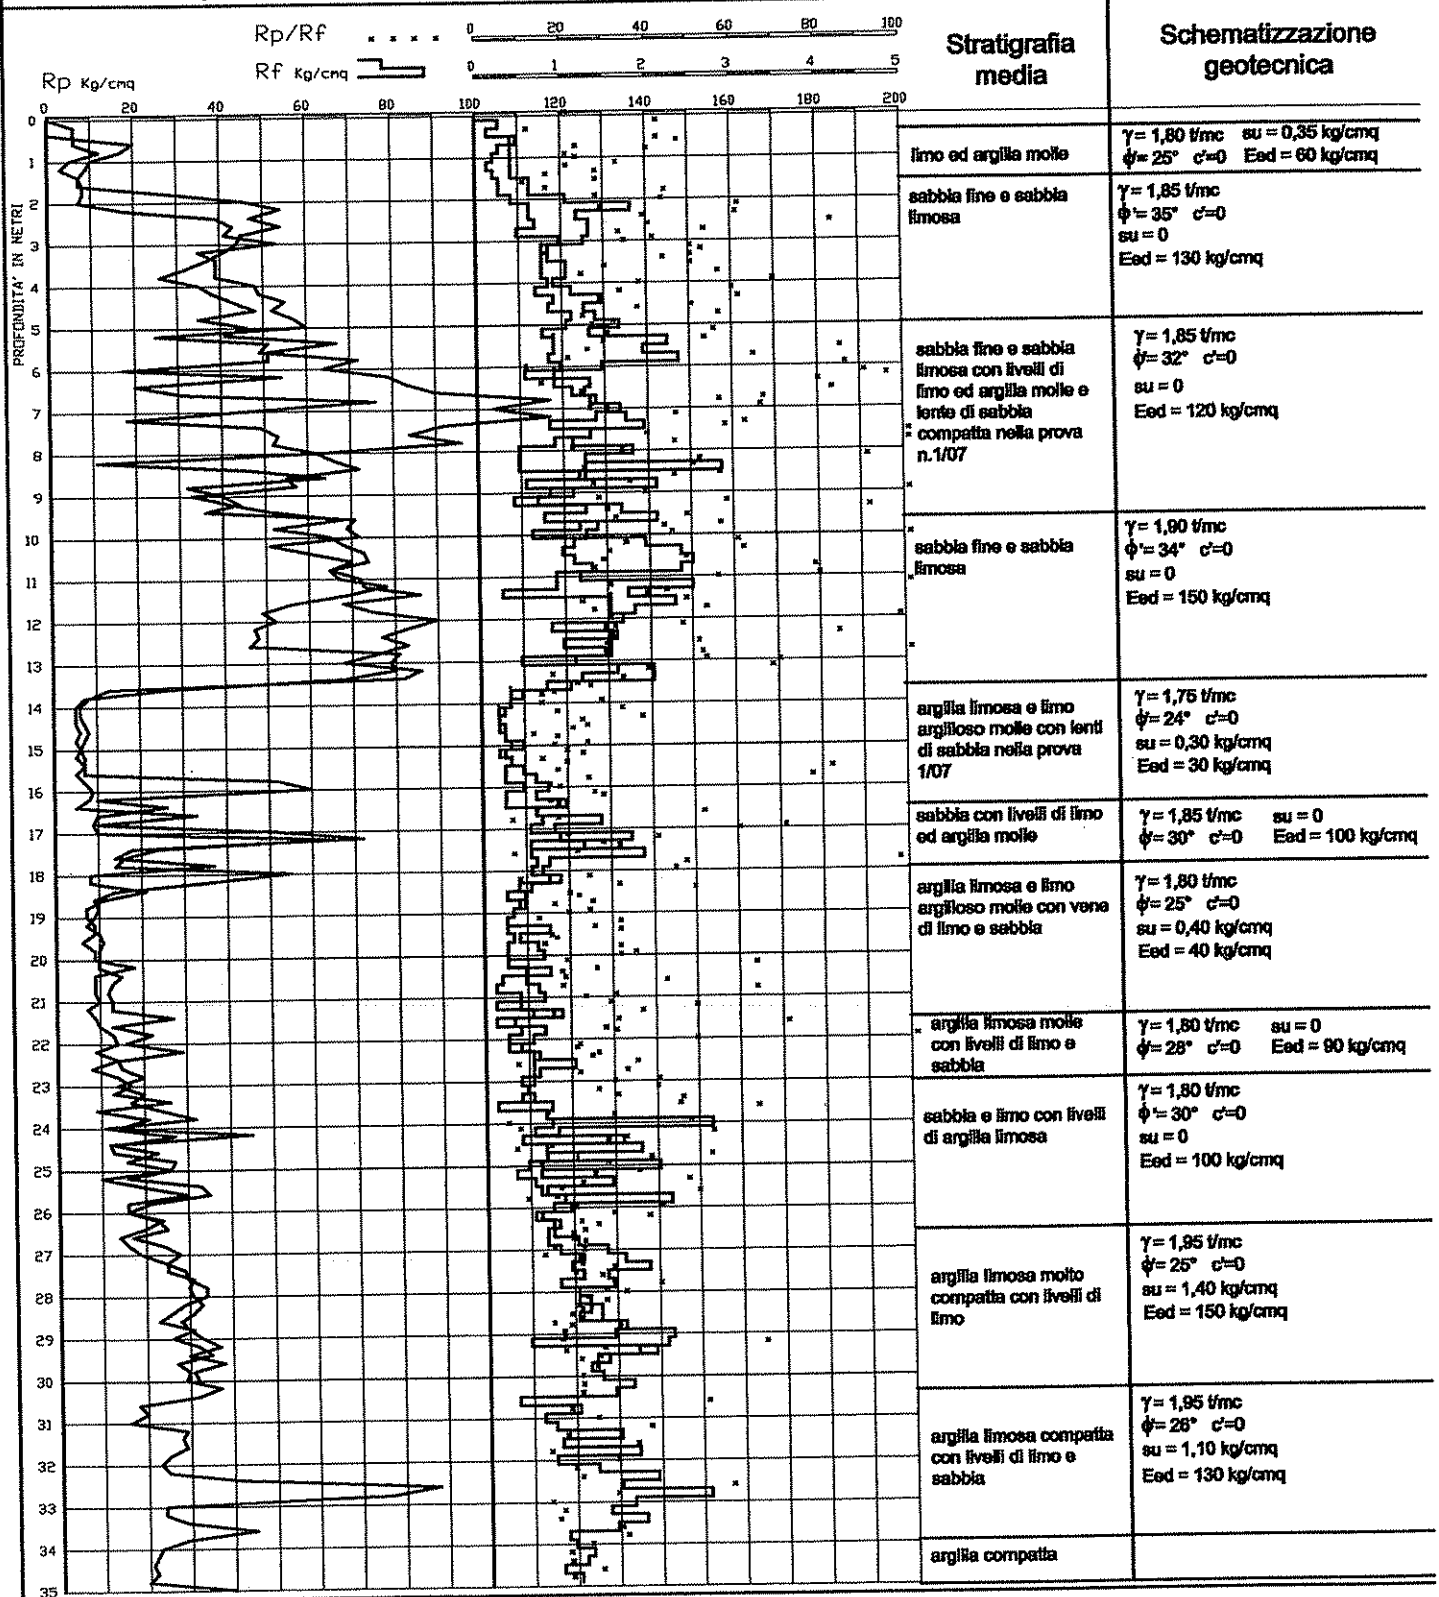 Rp/Rf
0 20 40 60 80 100
Rf Kg/cmq
0 1 2 3 4 5
Rp Kg/cmq
0 20 40 60 80 100 120 140 160 180 200
Stratigrafia
media
Schematizzazione
geotecnica
PROFONDITA' IN METRI
0
1
2
3
4
5
6
7
8
9
10
11
12
13
14
15
16
17
18
19
20
21
22
23
24
25
26
27
28
29
30
31
32
33
34
35
limo ed argilla molle
γ = 1,80 t/mc su = 0,35 kg/cmq
ϕ'= 25° c'=0 Eed = 60 kg/cmq
sabbia fine e sabbia
limosa
γ = 1,85 t/mc
ϕ'= 35° c'=0
su = 0
Eed = 130 kg/cmq
sabbia fine e sabbia
limosa con livelli di
limo ed argilla molle e
lente di sabbia
compatta nella prova
n.1/07
γ = 1,85 t/mc
ϕ'= 32° c'=0
su = 0
Eed = 120 kg/cmq
sabbia fine e sabbia
limosa
γ = 1,90 t/mc
ϕ'= 34° c'=0
su = 0
Eed = 150 kg/cmq
argilla limosa e limo
argilloso molle con lenti
di sabbia nella prova
1/07
γ = 1,75 t/mc
ϕ'= 24° c'=0
su = 0,30 kg/cmq
Eed = 30 kg/cmq
sabbia con livelli di limo
ed argilla molle
γ = 1,85 t/mc su = 0
ϕ'= 30° c'=0 Eed = 100 kg/cmq
argilla limosa e limo
argilloso molle con vene
di limo e sabbia
γ = 1,80 t/mc
ϕ'= 25° c'=0
su = 0,40 kg/cmq
Eed = 40 kg/cmq
argilla limosa molle
con livelli di limo e
sabbia
γ = 1,80 t/mc su = 0
ϕ'= 28° c'=0 Eed = 90 kg/cmq
sabbia e limo con livelli
di argilla limosa
γ = 1,80 t/mc
ϕ'= 30° c'=0
su = 0
Eed = 100 kg/cmq
argilla limosa molto
compatta con livelli di
limo
γ = 1,95 t/mc
ϕ'= 25° c'=0
su = 1,40 kg/cmq
Eed = 150 kg/cmq
argilla limosa compatta
con livelli di limo e
sabbia
γ = 1,95 t/mc
ϕ'= 26° c'=0
su = 1,10 kg/cmq
Eed = 130 kg/cmq
argilla compatta